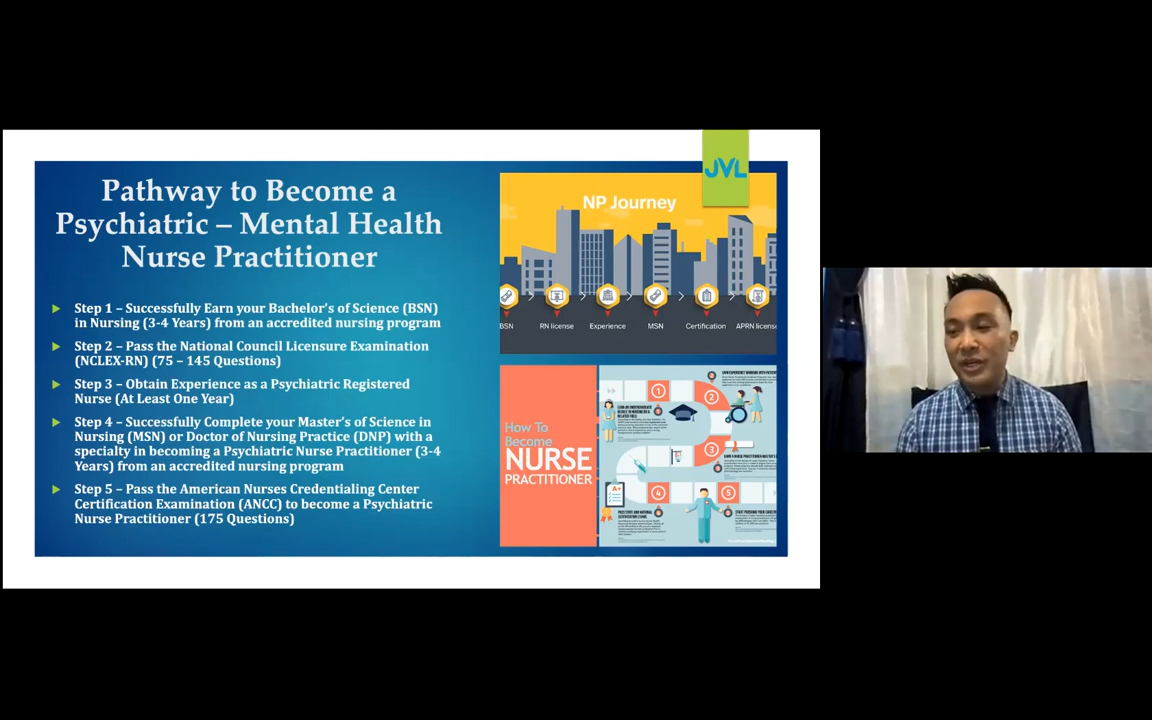 Pathway to Become a
Psychiatric – Mental Health
Nurse Practitioner
Step 1 – Successfully Earn your Bachelor's of Science (BSN)
in Nursing (3-4 Years) from an accredited nursing program
Step 2 – Pass the National Council Licensure Examination
(NCLEX-RN) (75 – 145 Questions)
Step 3 – Obtain Experience as a Psychiatric Registered
Nurse (At Least One Year)
Step 4 – Successfully Complete your Master's of Science in
Nursing (MSN) or Doctor of Nursing Practice (DNP) with a
specialty in becoming a Psychiatric Nurse Practitioner (3-4
Years) from an accredited nursing program
Step 5 – Pass the American Nurses Credentialing Center
Certification Examination (ANCC) to become a Psychiatric
Nurse Practitioner (175 Questions)
JVL
NP Journey
BSN RN license Experience MSN Certification APRN license
How To
Become
NURSE
PRACTITIONER
1
2
3
4
5
A+